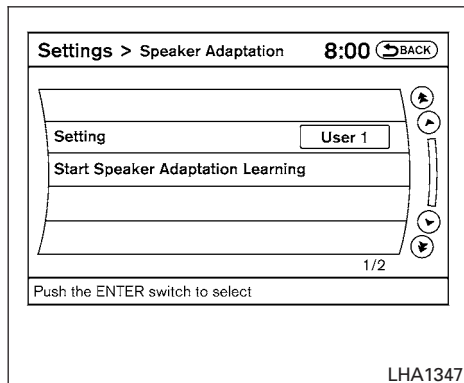 Settings > Speaker Adaptation 8:00 BACK
Setting User 1
Start Speaker Adaptation Learning
1/2
Push the ENTER switch to select
LHA1347